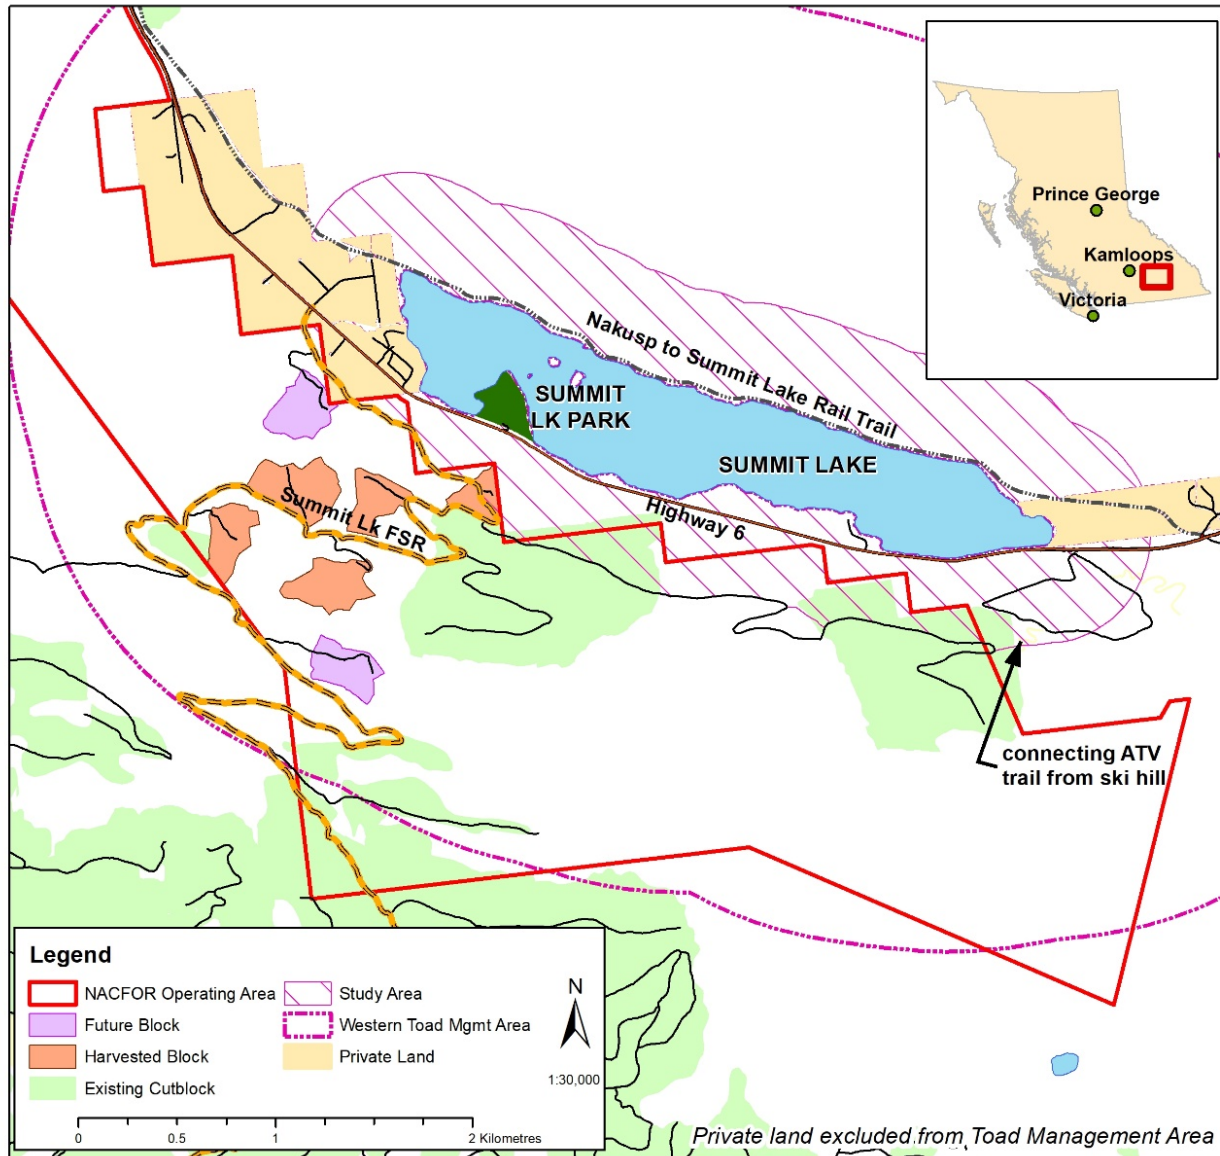 Prince George
Kamloops
Victoria
Nakusp to Summit Lake Rail Trail
SUMMIT
LK PARK
SUMMIT LAKE
Highway 6
Summit Lk FSR
connecting ATV
trail from ski hill
Legend
NACFOR Operating Area
Future Block
Harvested Block
Existing Cutblock
Study Area
Western Toad Mgmt Area
Private Land
N
1:30,000
0 0.5 1 2 Kilometres
Private land excluded from Toad Management Area